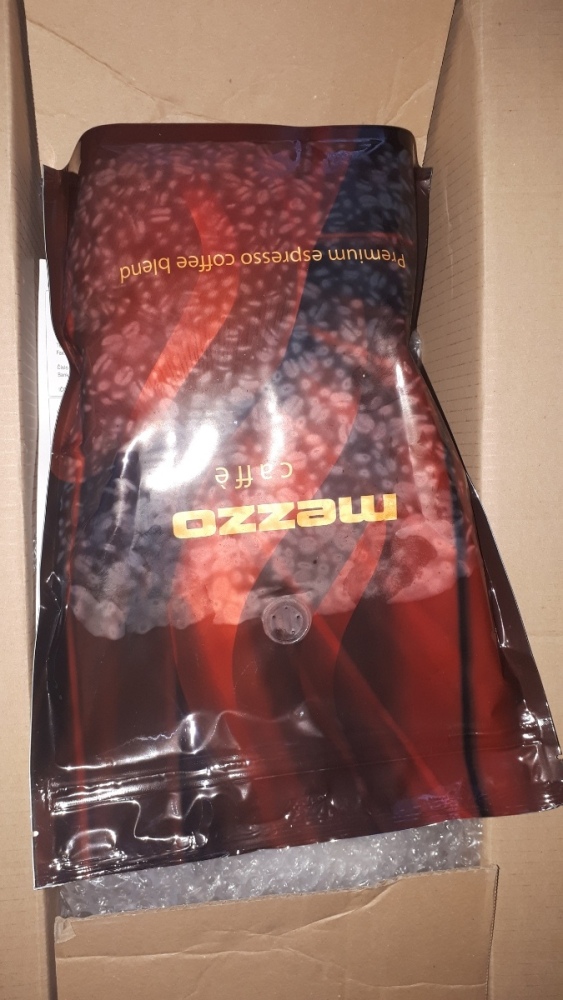 mezzo
caffè
Premium espresso coffee blend